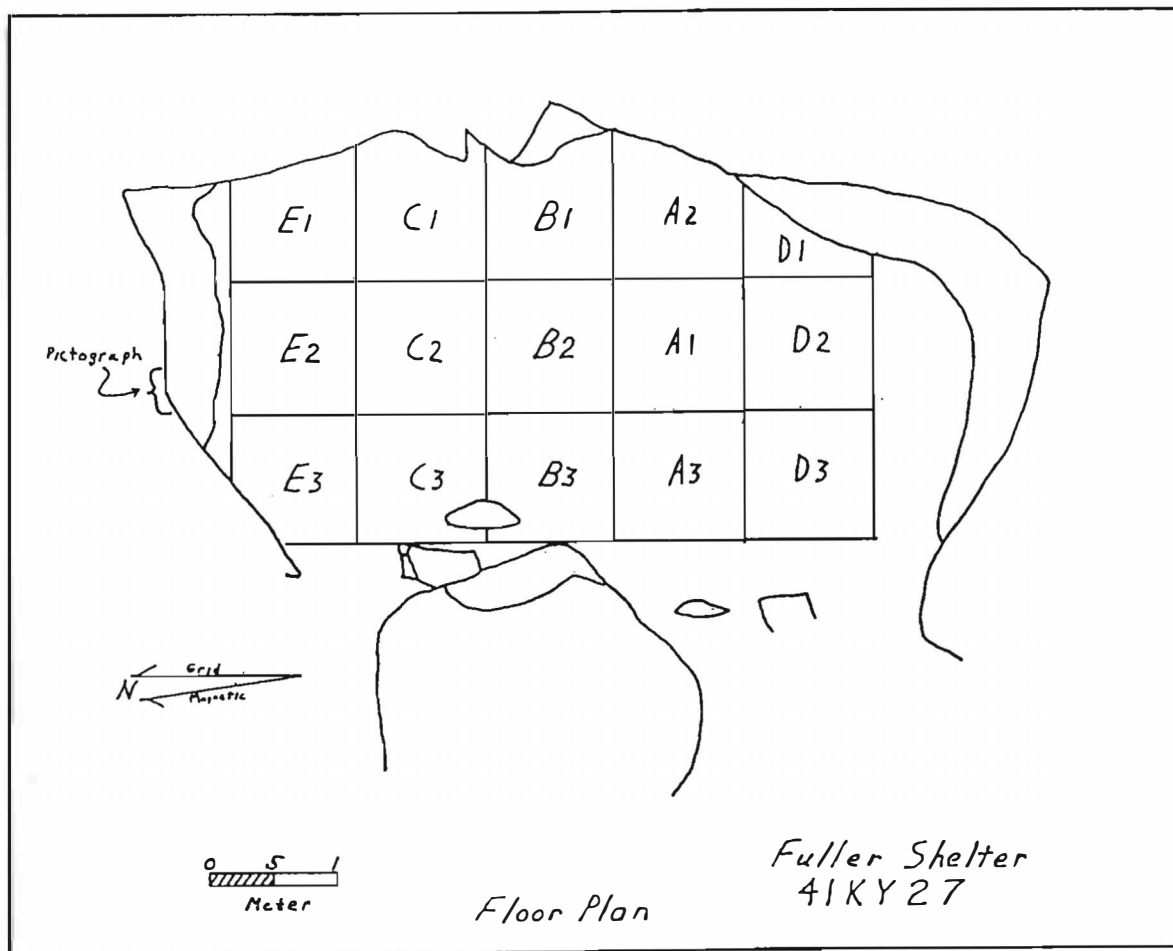 E1 C1 B1 A2 D1
E2 C2 B2 A1 D2
Pictograph
E3 C3 B3 A3 D3
Grid
N
Magnetic
0 5 1
Meter
Floor Plan
Fuller Shelter
41KY27